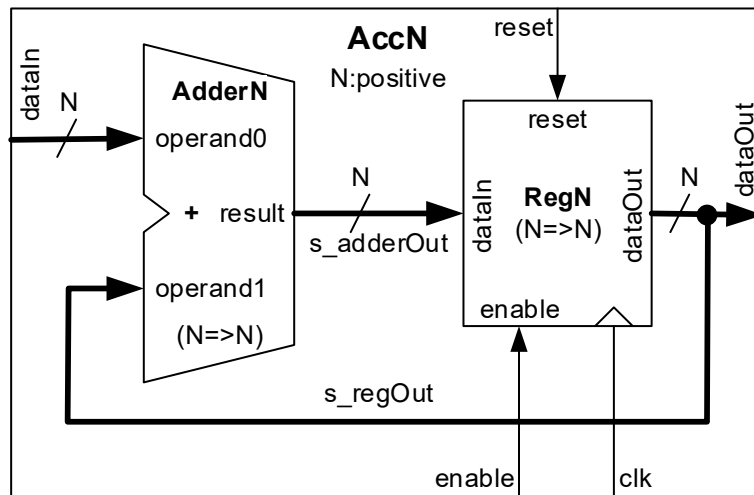 AccN
N:positive
reset
dataIn
N
AdderN
operand0
+ result
operand1
(N=>N)
N
s_adderOut
reset
dataIn
RegN
(N=>N)
dataOut
enable
N
dataOut
s_regOut
enable
clk